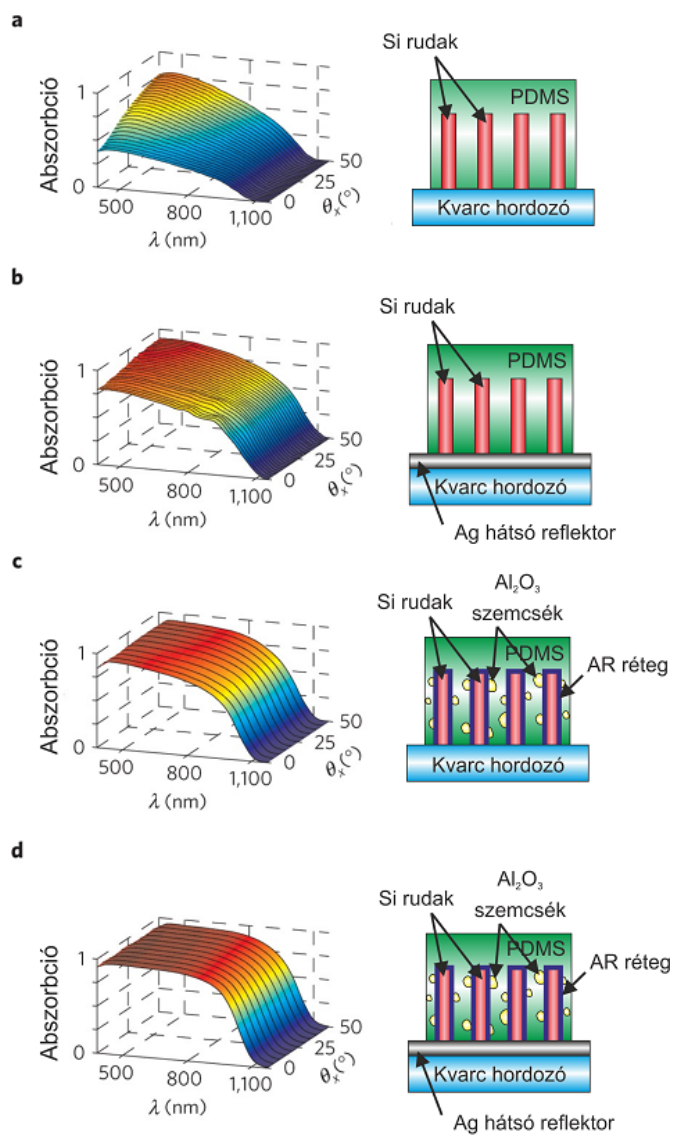 a
Abszorbció
1
0
500
800
1,100
λ (nm)
0
25
50
θx(°)
Si rudak
PDMS
Kvarc hordozó
b
Abszorbció
1
0
500
800
1,100
λ (nm)
0
25
50
θx(°)
Si rudak
PDMS
Kvarc hordozó
Ag hátsó reflektor
c
Abszorbció
1
0
500
800
1,100
λ (nm)
0
25
50
θx(°)
Al₂O₃
szemcsék
Si rudak
PDMS
AR réteg
Kvarc hordozó
d
Abszorbció
1
0
500
800
1,100
λ (nm)
0
25
50
θx(°)
Al₂O₃
szemcsék
Si rudak
PDMS
AR réteg
Kvarc hordozó
Ag hátsó reflektor